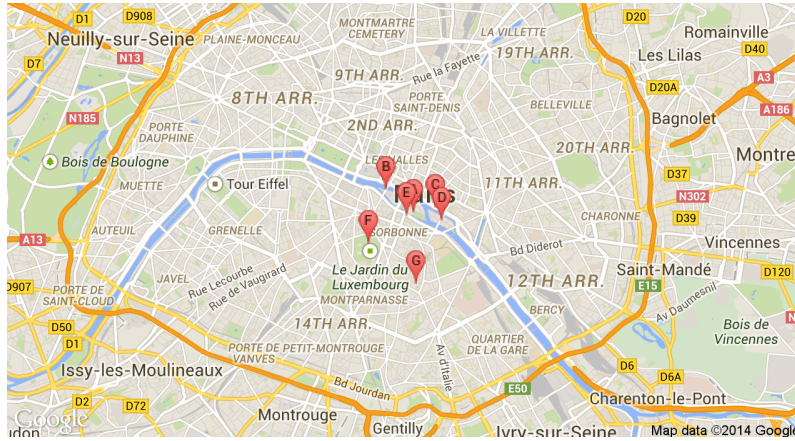 D1
D908
MONTMARTRE
CEMETERY
LA VILLETTE
D20
Romainville
Neuilly-sur-Seine
PLAINE-MONCEAU
19TH ARR.
D40
Les Lilas
N13
D7
9TH ARR.
Rue la Fayette
A3
8TH ARR.
PORTE
SAINT-DENIS
D20A
A186
BELLEVILLE
N185
2ND ARR.
Bagnolet
PORTE
DAUPHINE
20TH ARR.
LES HALLES
Montre
Bois de Boulogne
B
D37
MUETTE
Tour Eiffel
C
11TH ARR.
E
D
N302
CHARONNE
D39
F
AUTEUIL
GRENELLE
SORBONNE
A13
Bd Diderot
Vincennes
G
Le Jardin du
Luxembourg
Saint-Mandé
D120
JAVEL
Rue Lecourbe
Rue de Vaugirard
12TH ARR.
E15
D907
PORTE DE
SAINT-CLOUD
MONTPARNASSE
BERCY
Av Daumesnil
14TH ARR.
D50
Bois de
Vincennes
D1
PORTE DE PETIT-MONTROUGE
VANVES
QUARTIER
DE LA GARE
Av d'Italie
Issy-les-Moulineaux
D6
D6A
Bd Jourdan
E50
D2
D72
Charenton-le-Pont
Montrouge
Google
Gentilly
Ivry-sur-Seine
Map data ©2014 Google